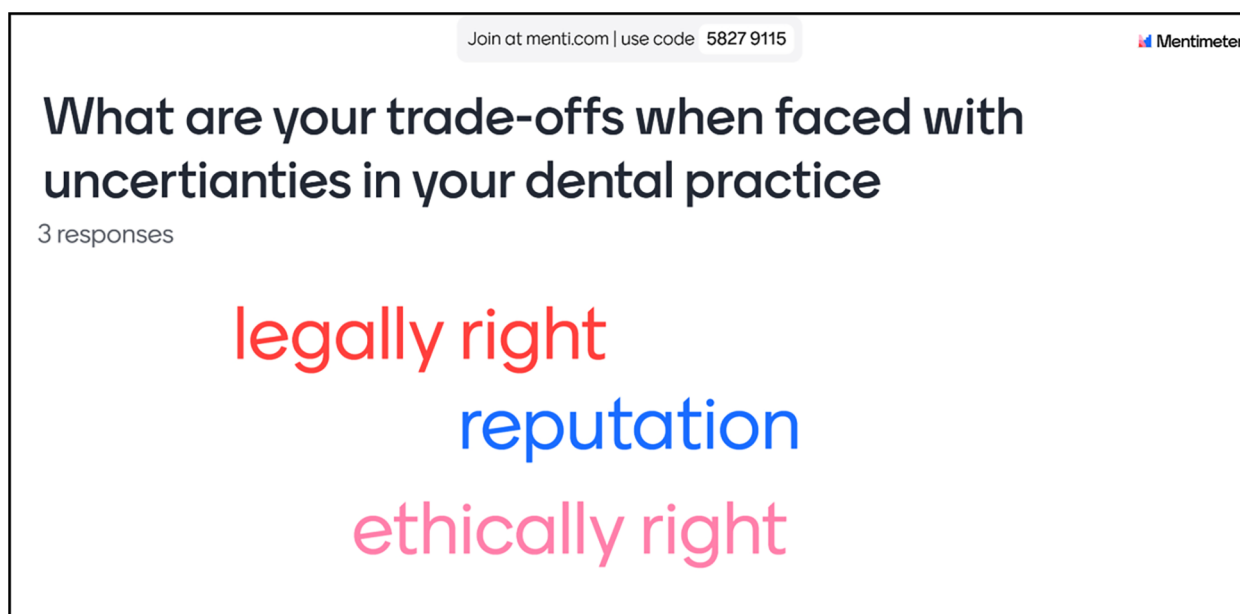 Join at menti.com | use code 5827 9115
Mentimeter
What are your trade-offs when faced with
uncertianties in your dental practice
3 responses
legally right
reputation
ethically right